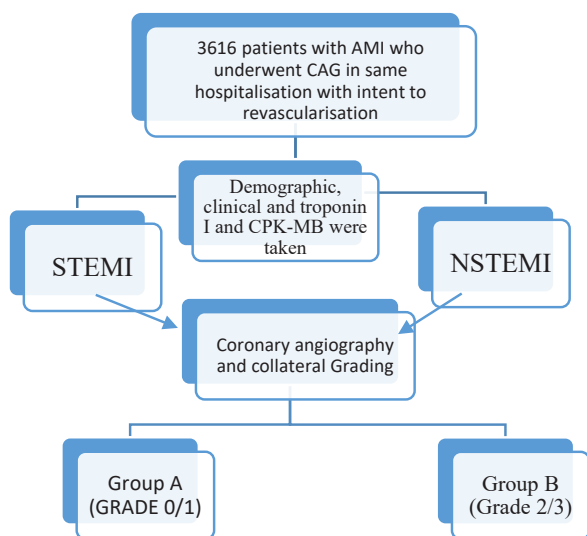 3616 patients with AMI who
underwent CAG in same
hospitalisation with intent to
revascularisation
Demographic,
clinical and troponin
I and CPK-MB were
taken
STEMI
NSTEMI
Coronary angiography
and collateral Grading
Group A
(GRADE 0/1)
Group B
(Grade 2/3)